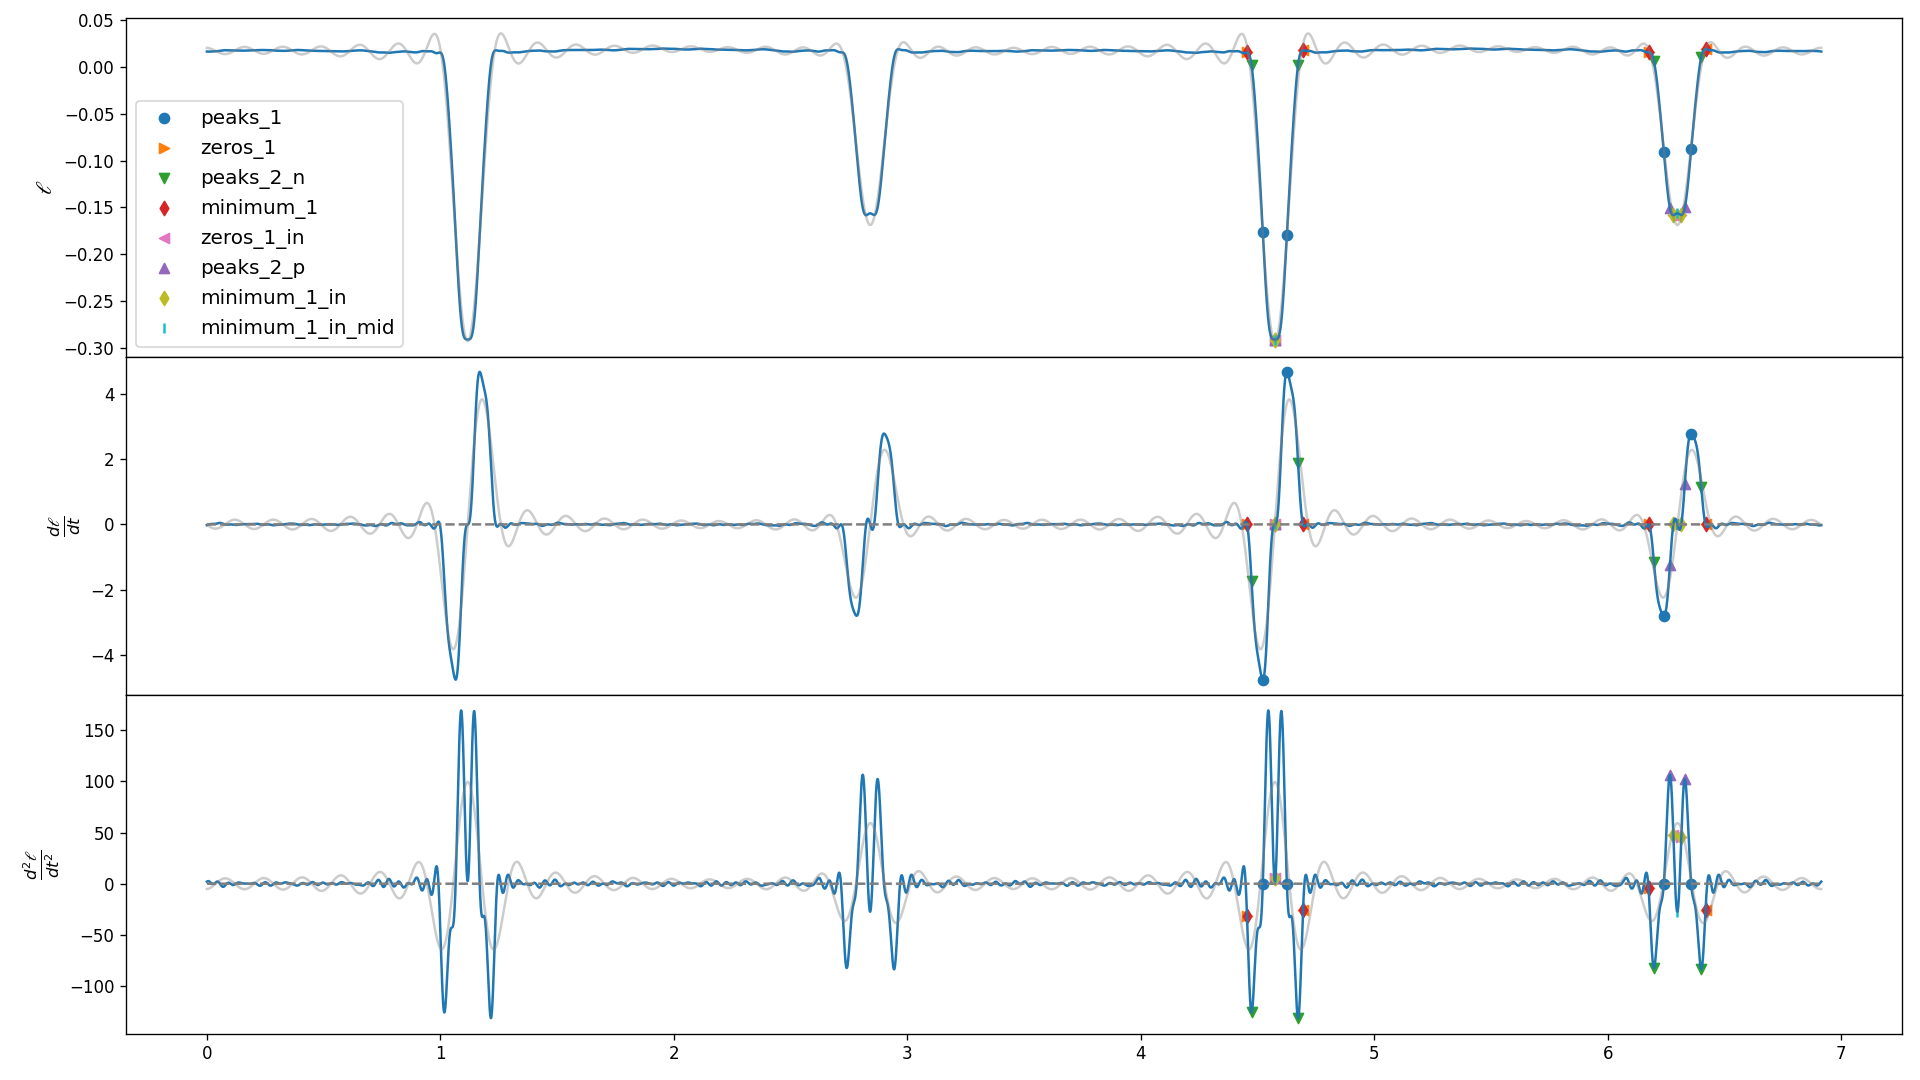 0.05
0.00
−0.05
−0.10
−0.15
−0.20
−0.25
−0.30
ℓ
peaks_1
zeros_1
peaks_2_n
minimum_1
zeros_1_in
peaks_2_p
minimum_1_in
minimum_1_in_mid
4
2
0
−2
−4
dℓ
dt
150
100
50
0
−50
−100
d²ℓ
dt²
0 1 2 3 4 5 6 7